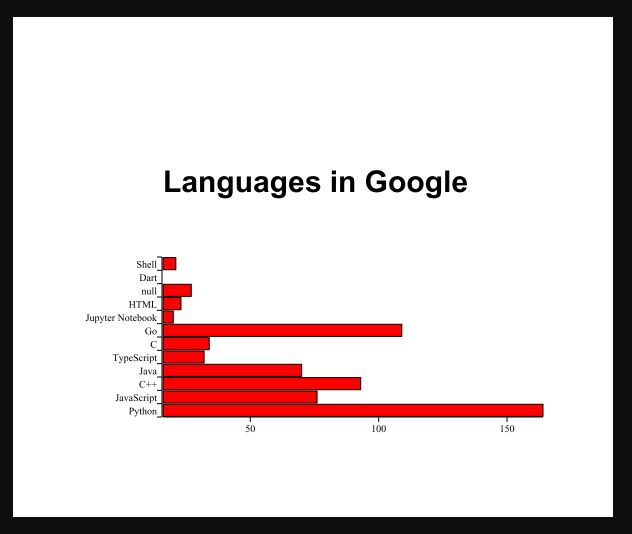 Languages in Google
Shell
Dart
null
HTML
Jupyter Notebook
Go
C
TypeScript
Java
C++
JavaScript
Python
50 100 150